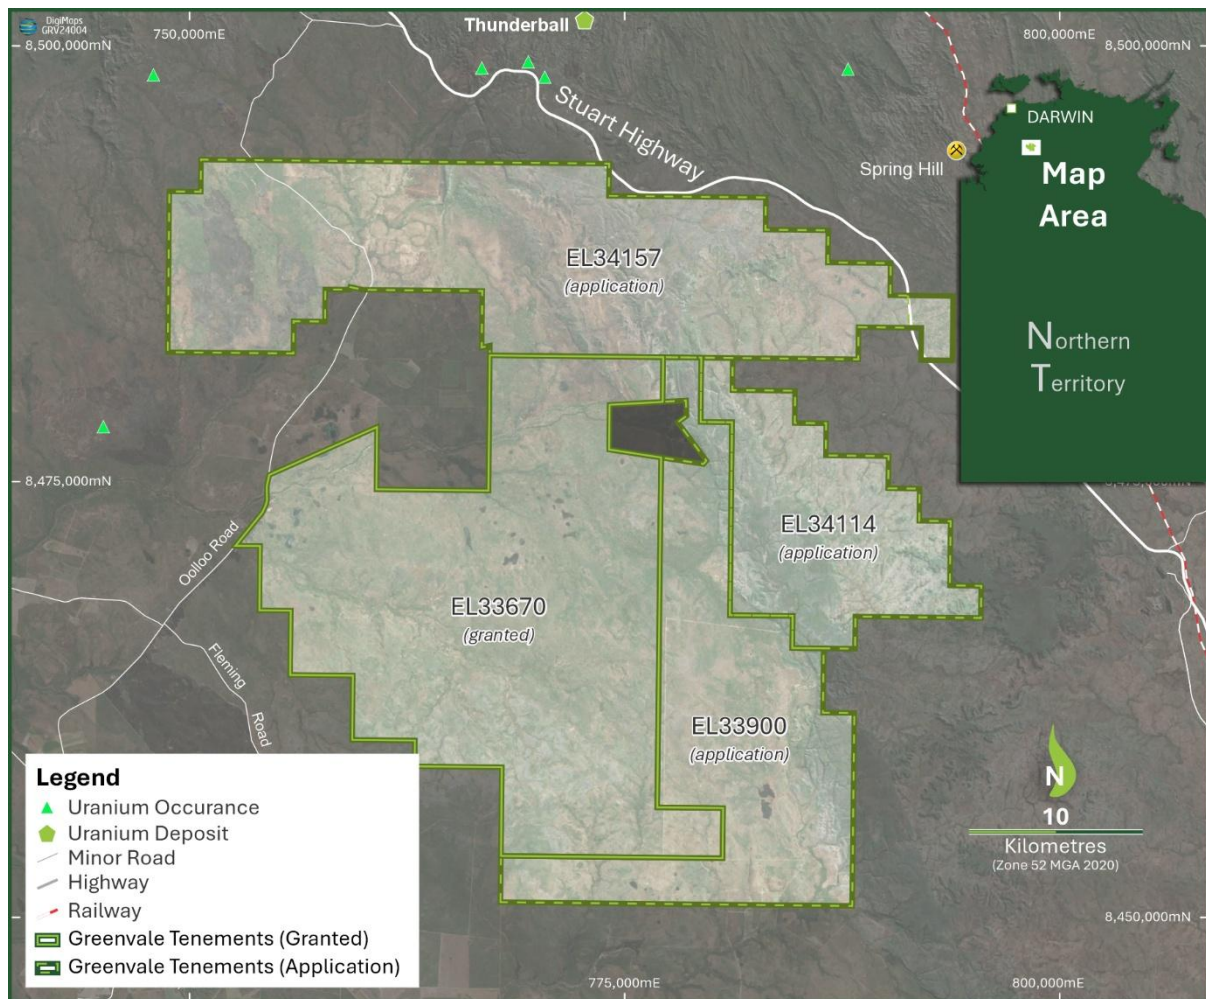 DigiMaps
GRV24004
750,000mE
Thunderball
800,000mE
8,500,000mN
8,500,000mN
Stuart Highway
DARWIN
Spring Hill
Map
Area
EL34157
(application)
Northern
Territory
8,475,000mN
8,475,000mN
EL34114
(application)
Oolloo Road
EL33670
(granted)
Fleming
Road
EL33900
(application)
N
10
Kilometres
(Zone 52 MGA 2020)
Legend
Uranium Occurance
Uranium Deposit
Minor Road
Highway
Railway
Greenvale Tenements (Granted)
Greenvale Tenements (Application)
8,450,000mN
775,000mE
800,000mE